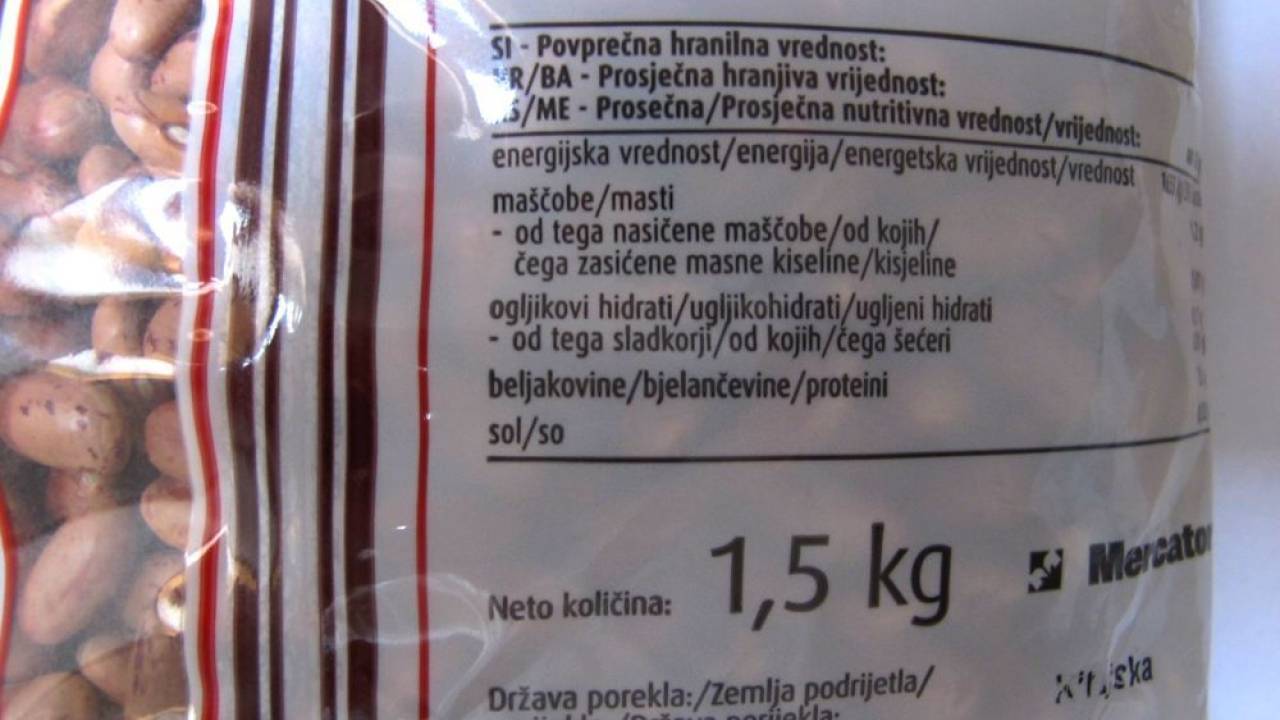 SI - Povprečna hranilna vrednost:
R/BA - Prosječna hranjiva vrijednost:
S/ME - Prosečna/Prosječna nutritivna vrednost/vrijednost:
energijska vrednost/energija/energetska vrijednost/vrednost
maščobe/masti
- od tega nasičene maščobe/od kojih/
čega zasićene masne kiseline/kisjeline
ogljikovi hidrati/ugljikohidrati/ugljeni hidrati
- od tega sladkorji/od kojih/čega šećeri
beljakovine/bjelančevine/proteini
sol/so
Neto količina: 1,5 kg Mercator
Država porekla:/Zemlja podrijetla/